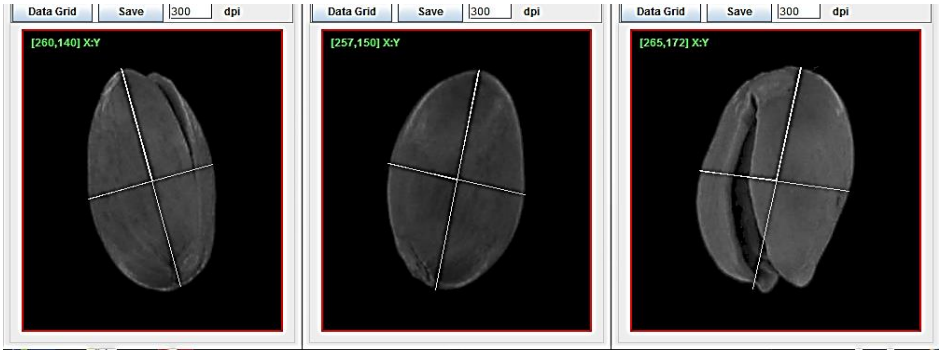 Data Grid Save 300 dpi
[260,140] X:Y
Data Grid Save 300 dpi
[257,150] X:Y
Data Grid Save 300 dpi
[265,172] X:Y